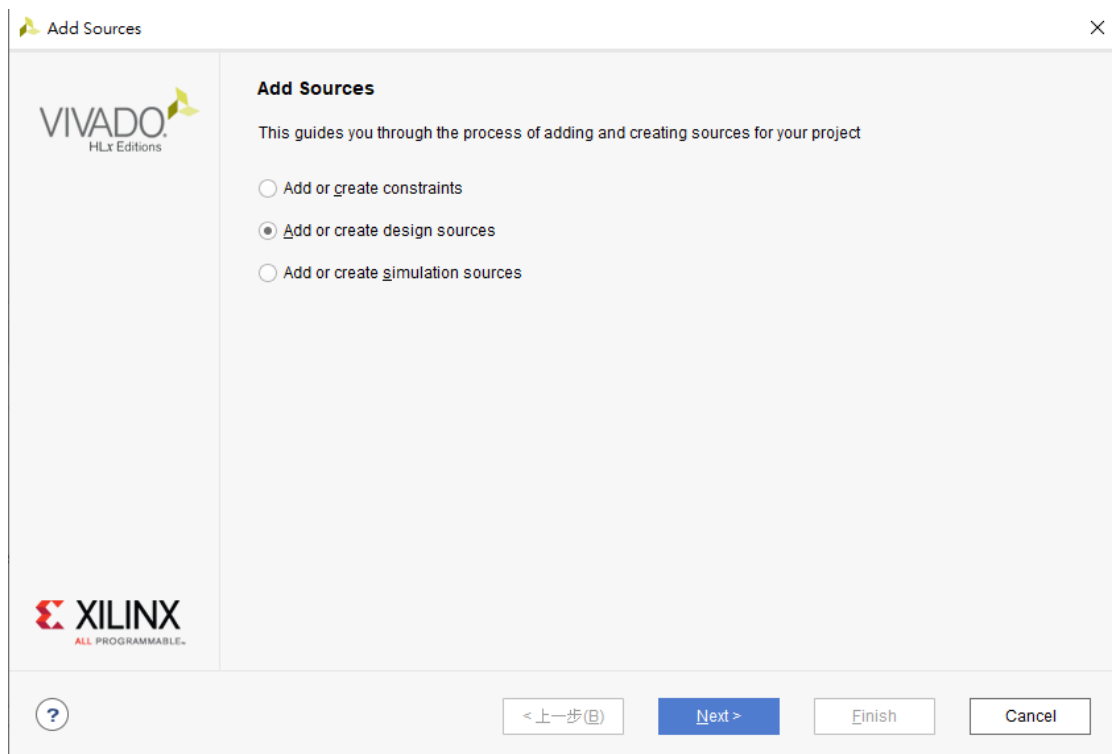 Add Sources
VIVADO.
HLx Editions
Add Sources
This guides you through the process of adding and creating sources for your project
Add or create constraints
Add or create design sources
Add or create simulation sources
XILINX
ALL PROGRAMMABLE™
?
<上一步(B)
Next >
Finish
Cancel